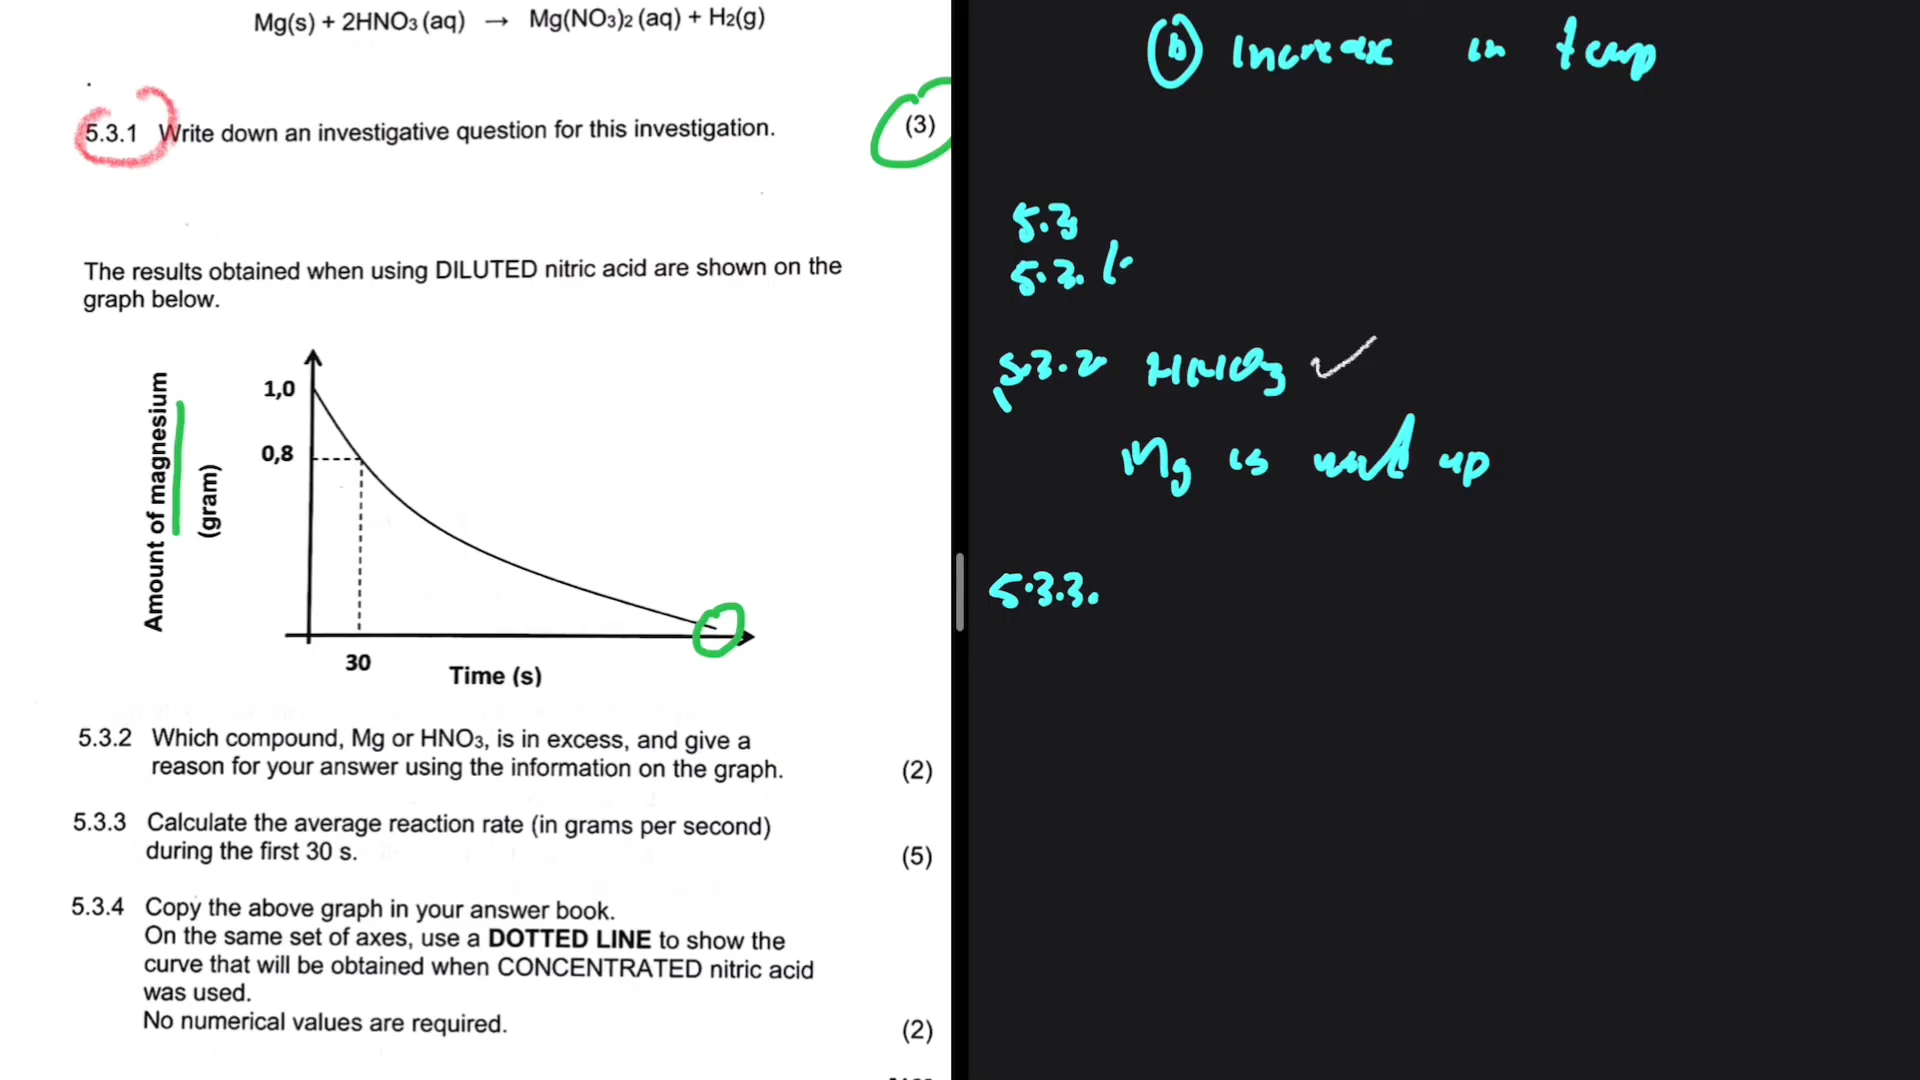 Mg(s) + 2HNO₃ (aq) → Mg(NO₃)₂ (aq) + H₂(g)
5.3.1 Write down an investigative question for this investigation. (3)
The results obtained when using DILUTED nitric acid are shown on the
graph below.
Amount of magnesium
(gram)
1,0
0,8
30
Time (s)
5.3.2 Which compound, Mg or HNO₃, is in excess, and give a
reason for your answer using the information on the graph. (2)
5.3.3 Calculate the average reaction rate (in grams per second)
during the first 30 s. (5)
5.3.4 Copy the above graph in your answer book.
On the same set of axes, use a DOTTED LINE to show the
curve that will be obtained when CONCENTRATED nitric acid
was used.
No numerical values are required. (2)
(b) Increase in temp
5.3
5.3.1.
5.3.2 HNO3 ✓
Mg is used up
5.3.3.